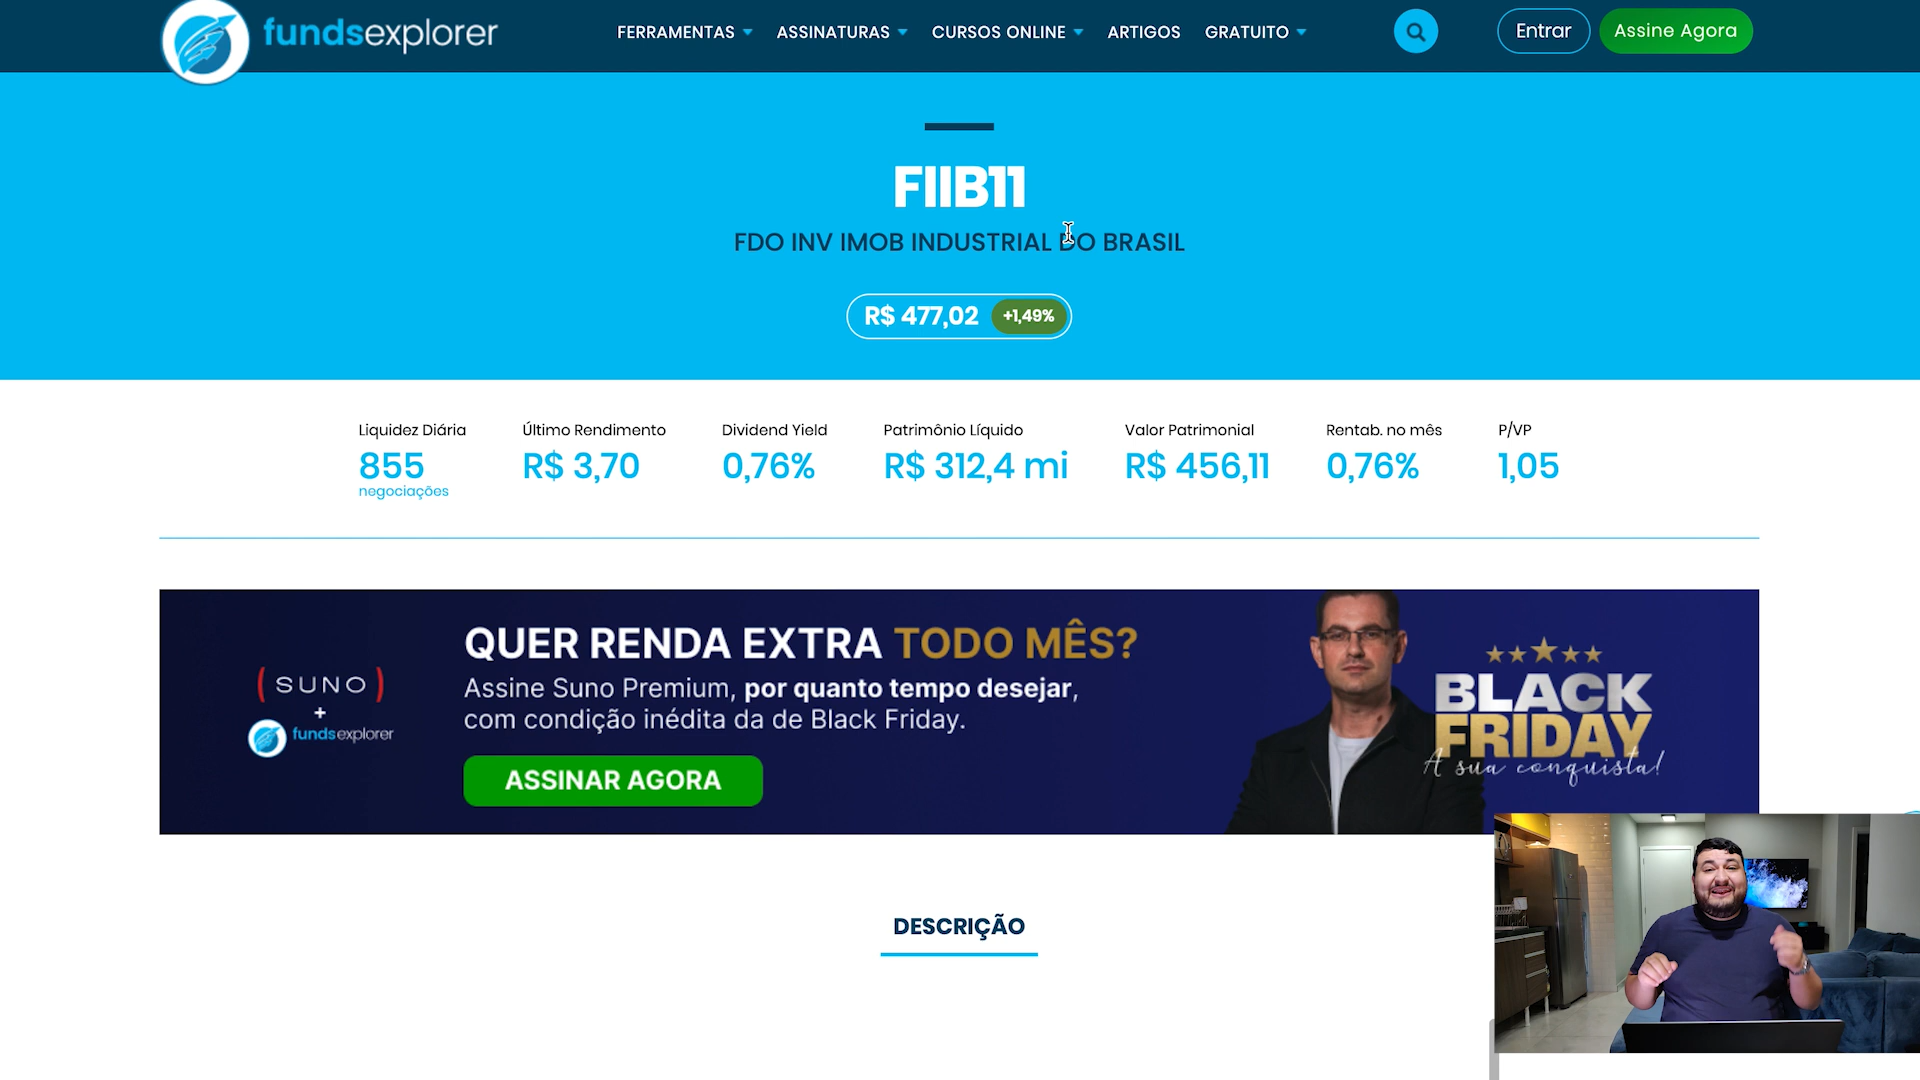 fundsexplorer
FERRAMENTAS
ASSINATURAS
CURSOS ONLINE
ARTIGOS
GRATUITO
Entrar
Assine Agora
FIIB11
FDO INV IMOB INDUSTRIAL DO BRASIL
R$ 477,02 +1,49%
Liquidez Diária
855
negociações
Último Rendimento
R$ 3,70
Dividend Yield
0,76%
Patrimônio Líquido
R$ 312,4 mi
Valor Patrimonial
R$ 456,11
Rentab. no mês
0,76%
P/VP
1,05
(SUNO)
+
fundsexplorer
QUER RENDA EXTRA TODO MÊS?
Assine Suno Premium, por quanto tempo desejar,
com condição inédita da de Black Friday.
ASSINAR AGORA
BLACK
FRIDAY
A sua conquista!
DESCRIÇÃO